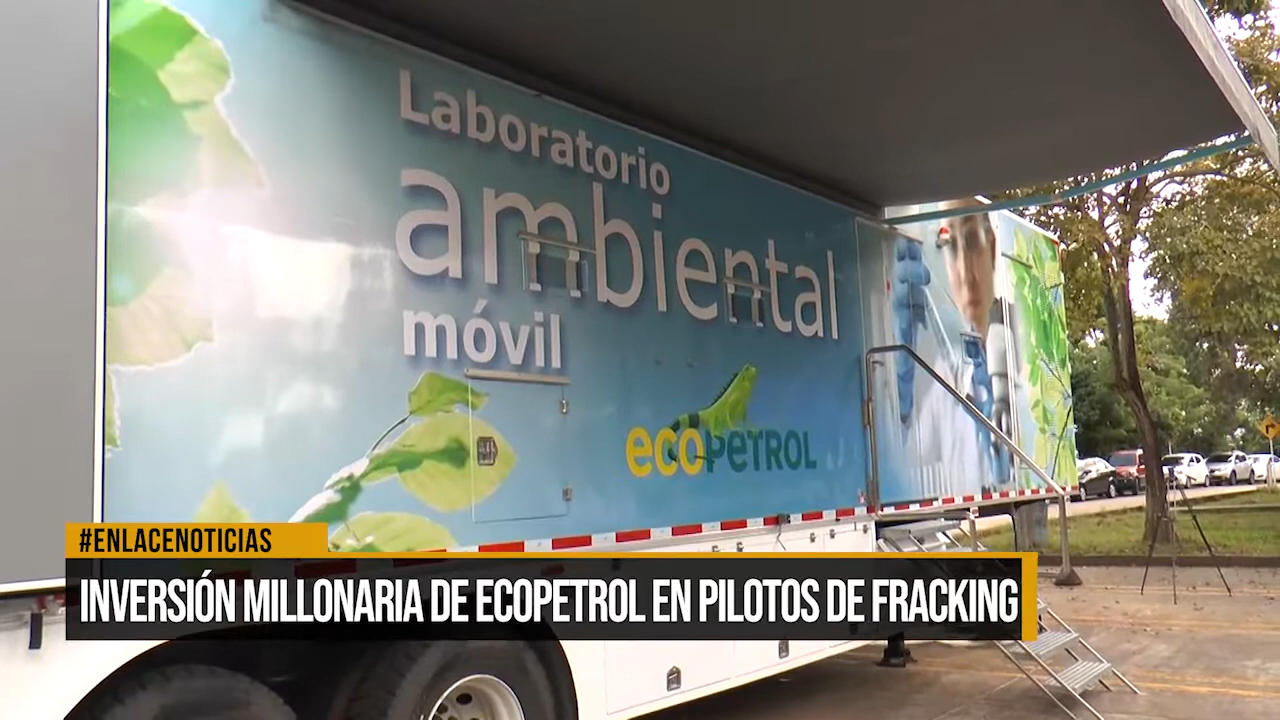 Laboratorio
ambiental
móvil
ecoPETROL
#ENLACENOTICIAS
INVERSIÓN MILLONARIA DE ECOPETROL EN PILOTOS DE FRACKING